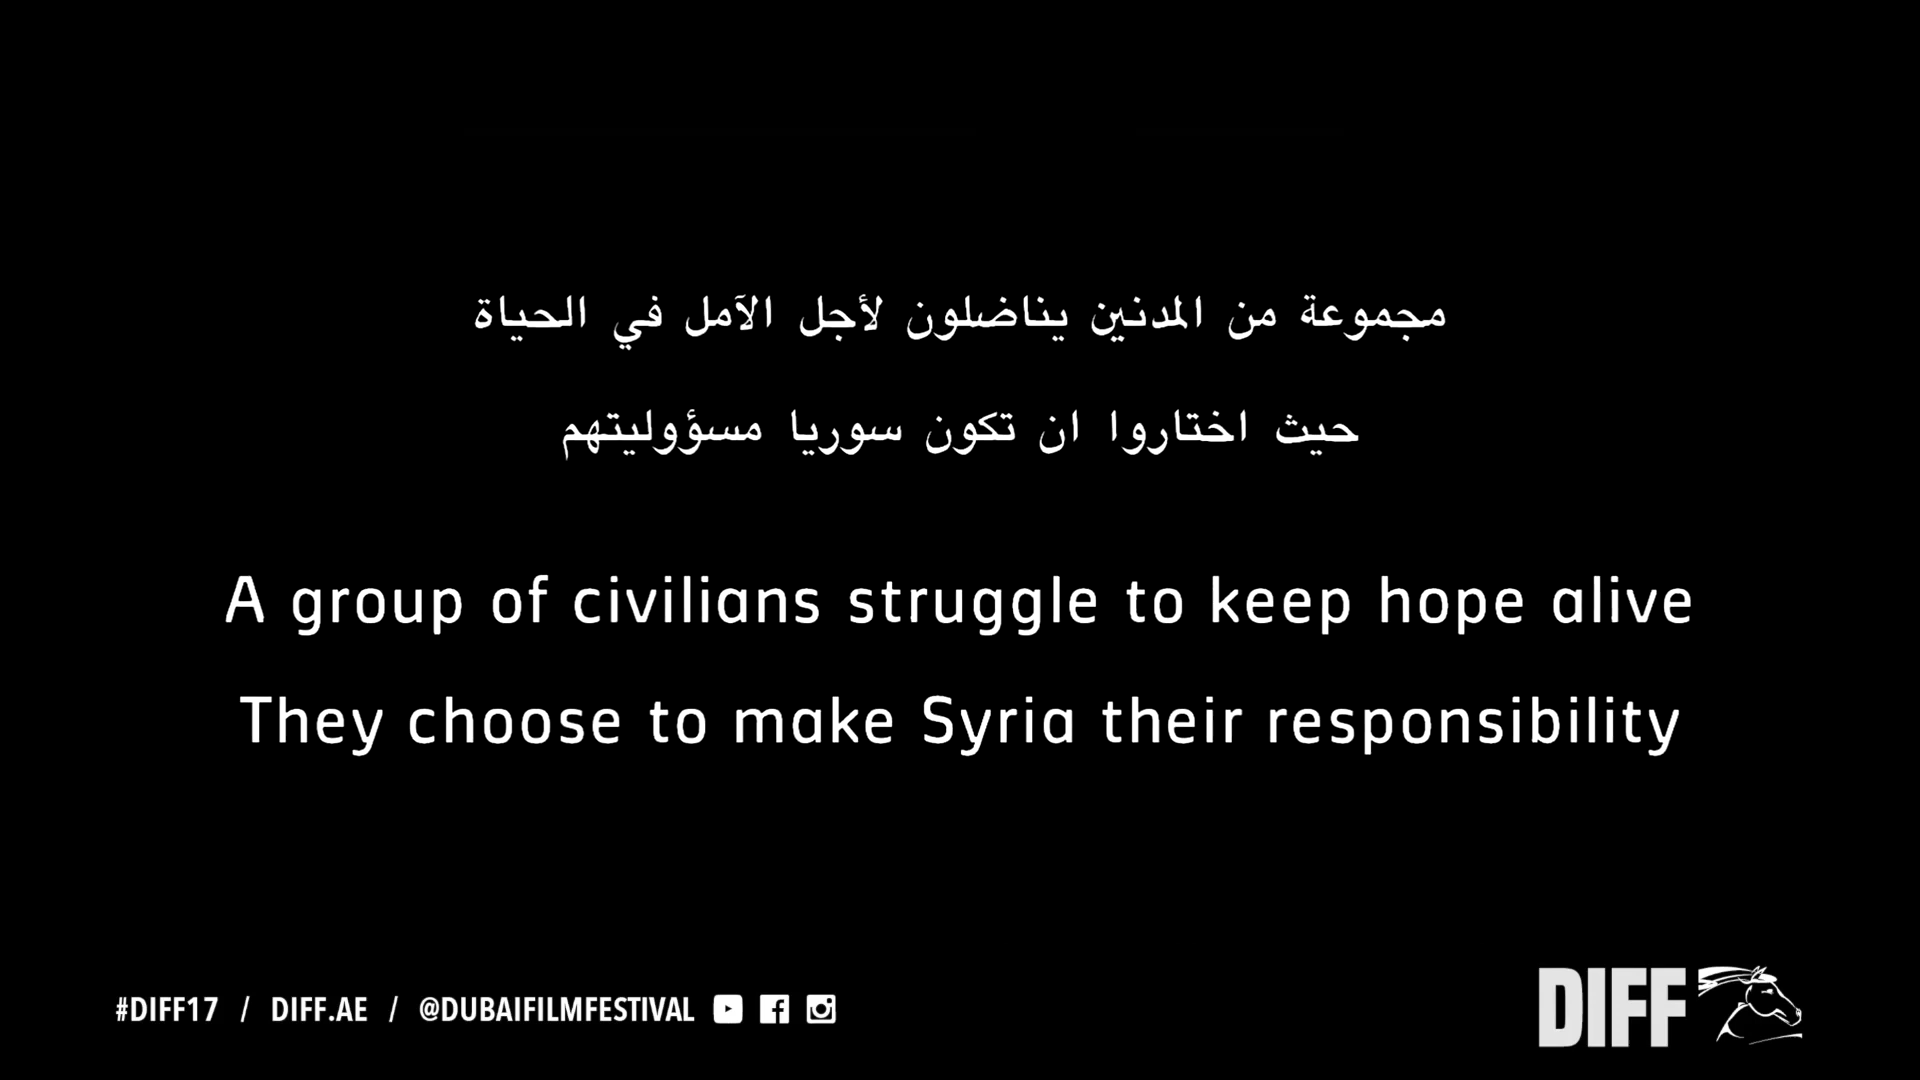 مجموعة من المدنين يناضلون لأجل الآمل في الحياة
حيث اختاروا ان تكون سوريا مسؤوليتهم
A group of civilians struggle to keep hope alive
They choose to make Syria their responsibility
#DIFF17 / DIFF.AE / @DUBAIFILMFESTIVAL
DIFF